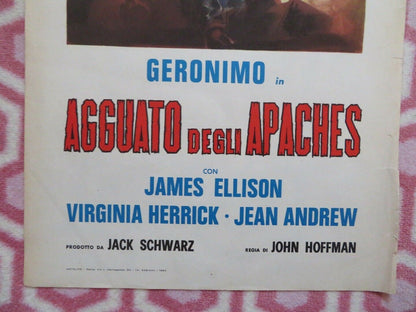 GERONIMO in
AGGUATO DEGLI APACHES
CON
JAMES ELLISON
VIRGINIA HERRICK · JEAN ANDREW
PRODOTTO DA JACK SCHWARZ REGIA DI JOHN HOFFMAN